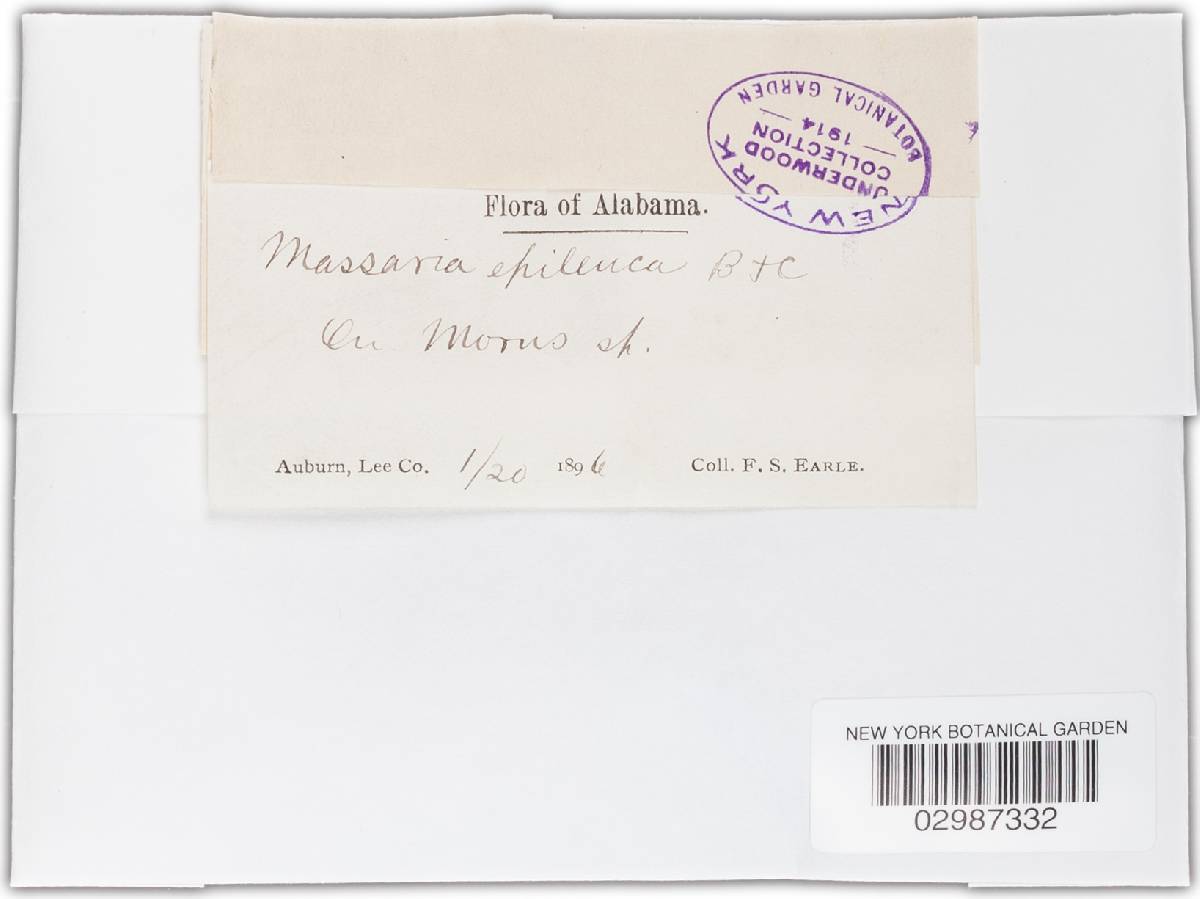 NEW YORK
BOTANICAL GARDEN
UNDERWOOD
COLLECTION
— 1914 —
Flora of Alabama.
Massaria epileuca B & C
On Morus sp.
Auburn, Lee Co. 1/20 1896 Coll. F. S. EARLE.
NEW YORK BOTANICAL GARDEN
02987332